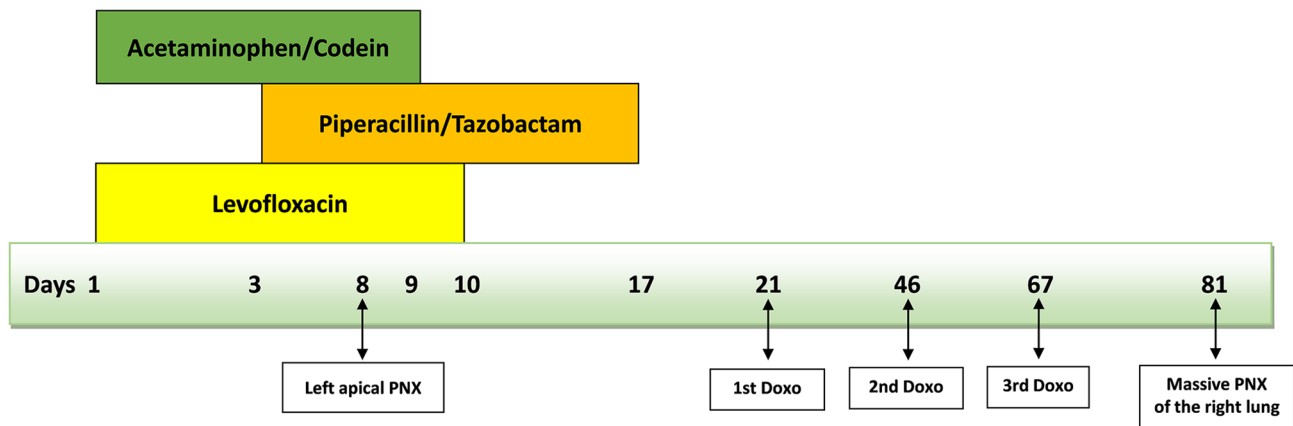 Acetaminophen/Codein
Piperacillin/Tazobactam
Levofloxacin
Days 1 3 8 9 10 17 21 46 67 81
Left apical PNX
1st Doxo
2nd Doxo
3rd Doxo
Massive PNX
of the right lung